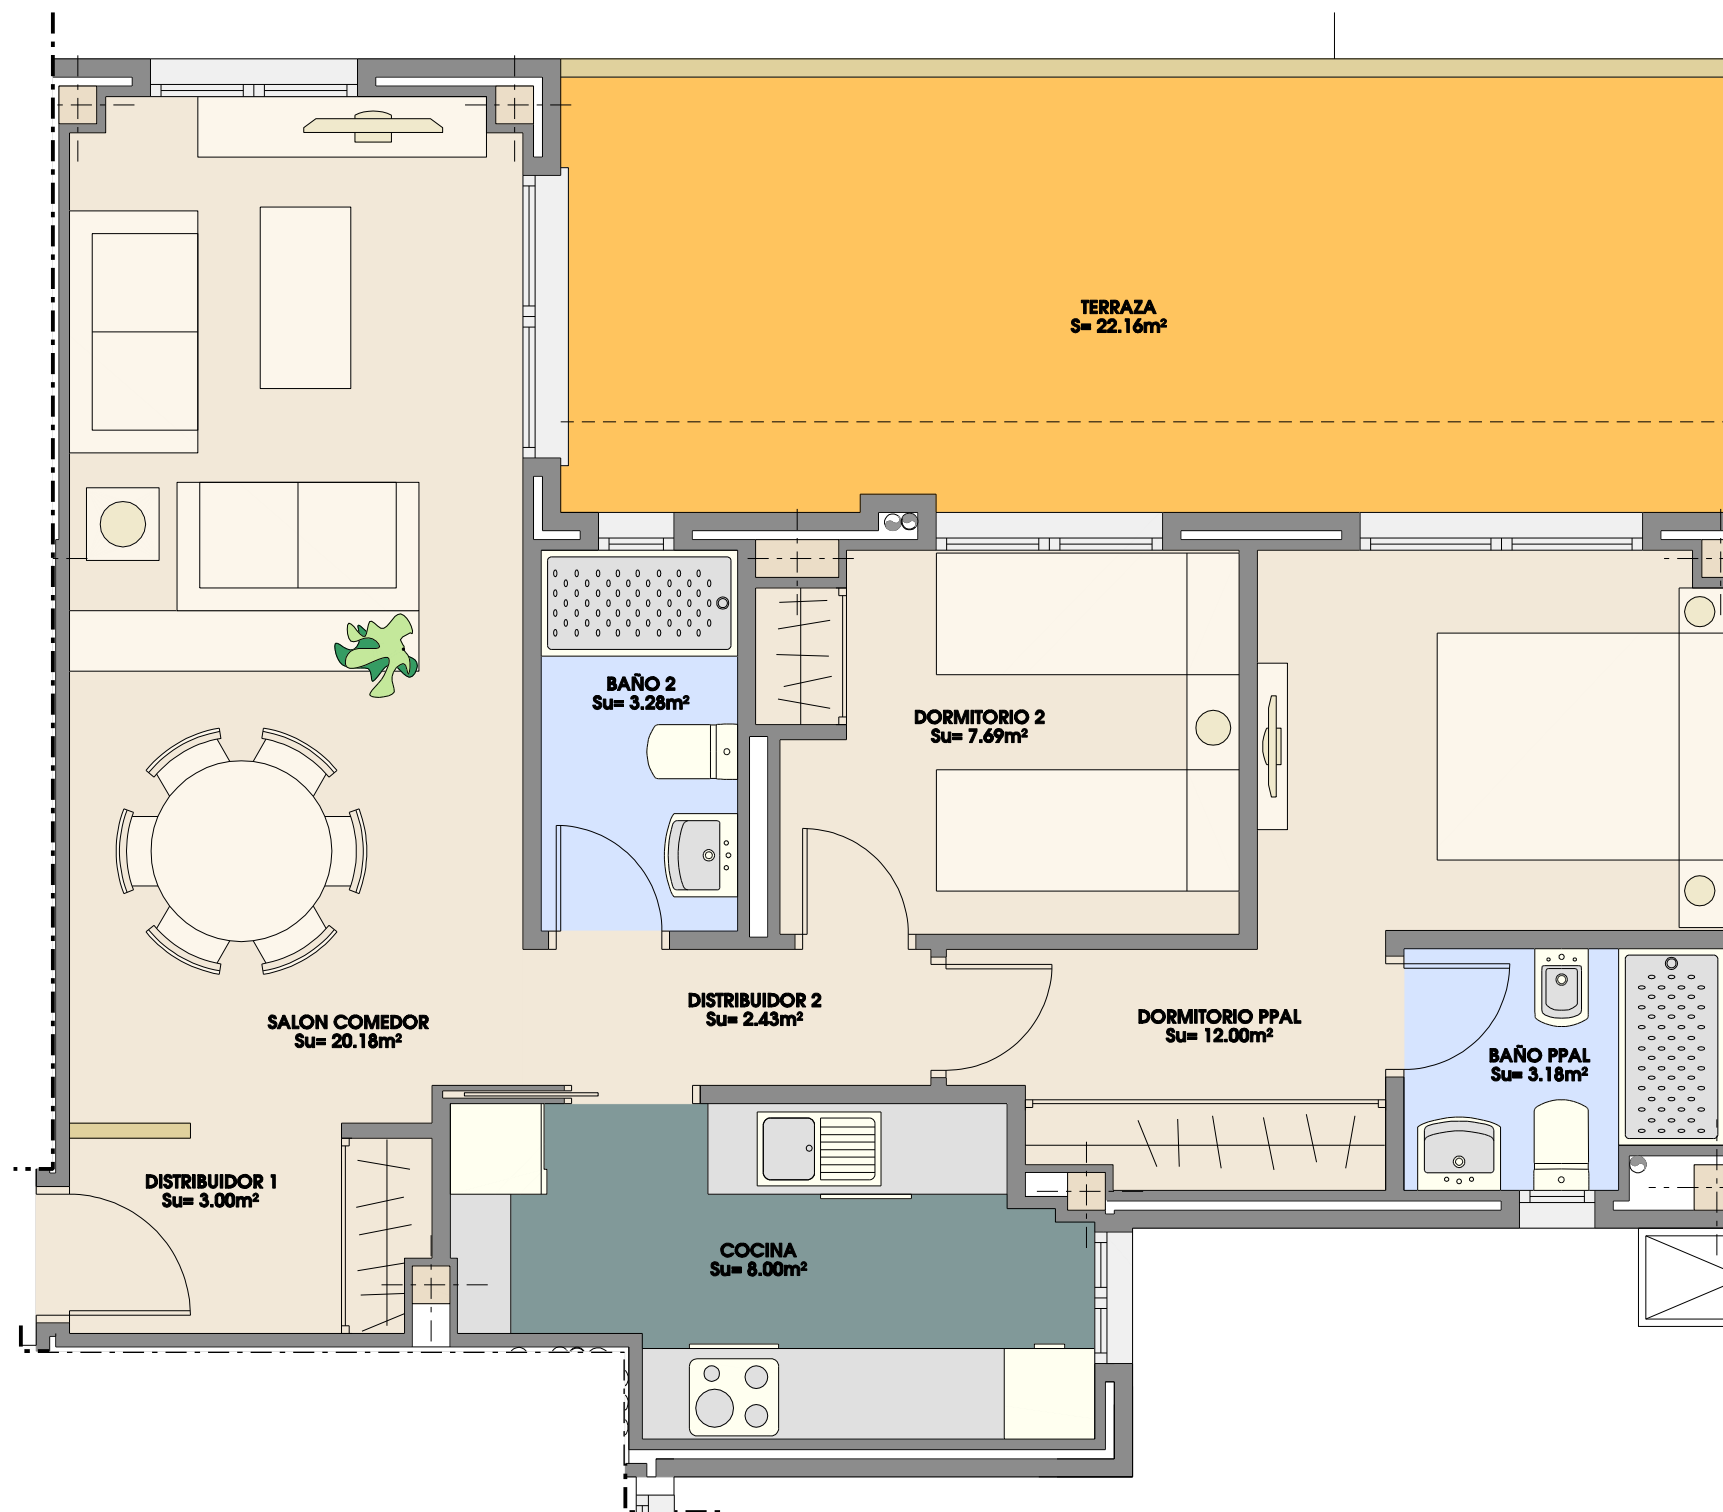 TERRAZA
S= 22.16m²
BAÑO 2
Su= 3.28m²
DORMITORIO 2
Su= 7.69m²
DISTRIBUIDOR 2
Su= 2.43m²
SALON COMEDOR
Su= 20.18m²
DORMITORIO PPAL
Su= 12.00m²
BAÑO PPAL
Su= 3.18m²
DISTRIBUIDOR 1
Su= 3.00m²
COCINA
Su= 8.00m²